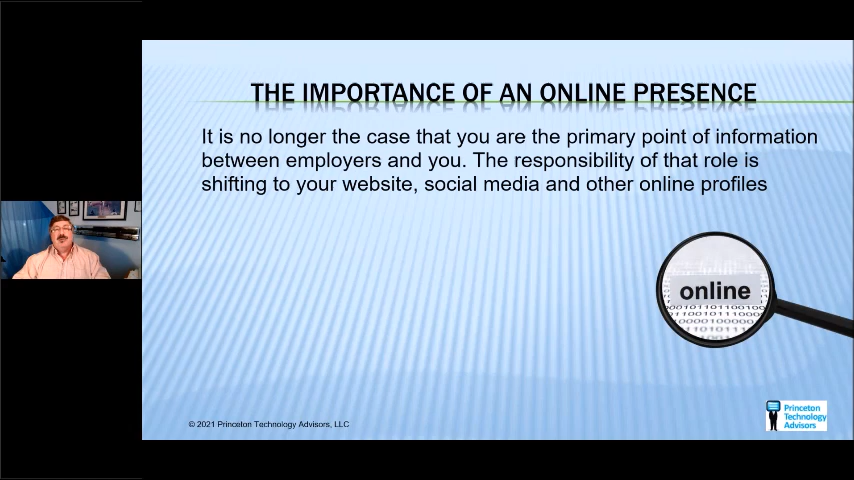 THE IMPORTANCE OF AN ONLINE PRESENCE
It is no longer the case that you are the primary point of information
between employers and you. The responsibility of that role is
shifting to your website, social media and other online profiles
online
© 2021 Princeton Technology Advisors, LLC
Princeton
Technology
Advisors